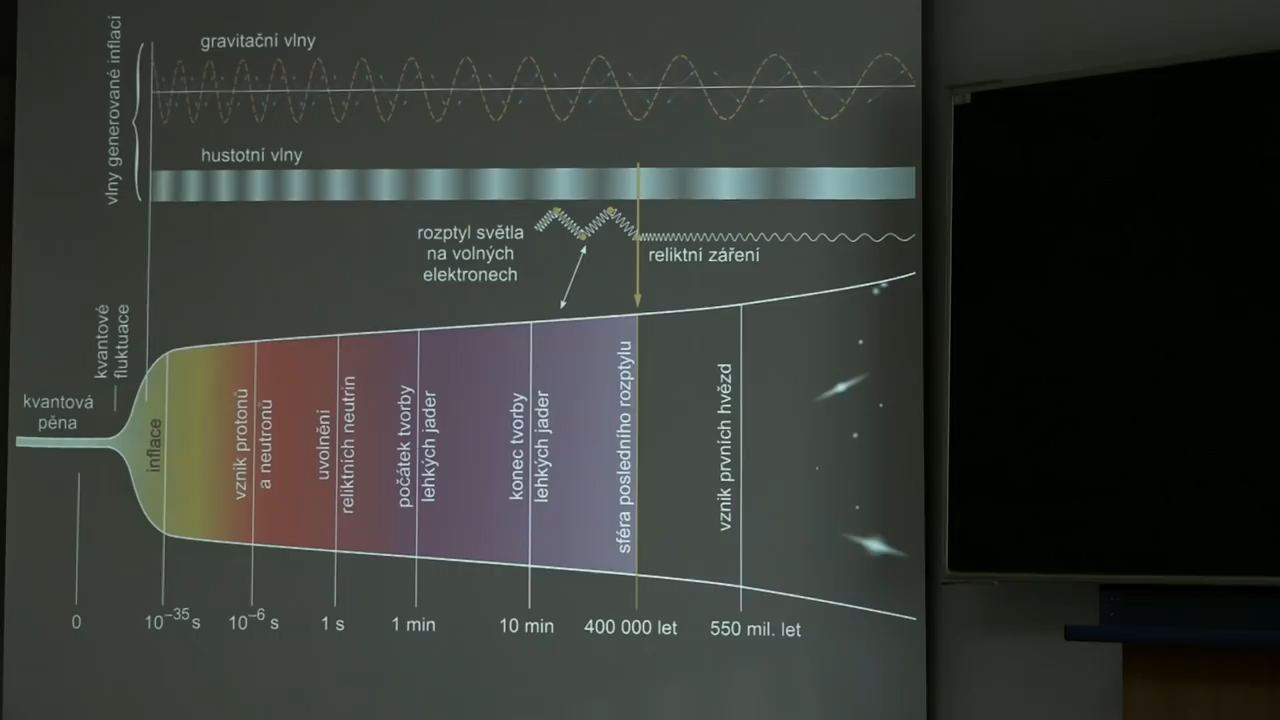 vlny generované inflací
gravitační vlny
hustotní vlny
rozptyl světla
na volných
elektronech
reliktní záření
kvantové
fluktuace
kvantová
pěna
inflace
vznik protonů
a neutronu
uvolnění
reliktních neutrin
počátek tvorby
lehkých jader
konec tvorby
lehkých jader
sféra posledního rozptylu
vznik prvních hvězd
0
10⁻³⁵ s
10⁻⁶ s
1 s
1 min
10 min
400 000 let
550 mil. let